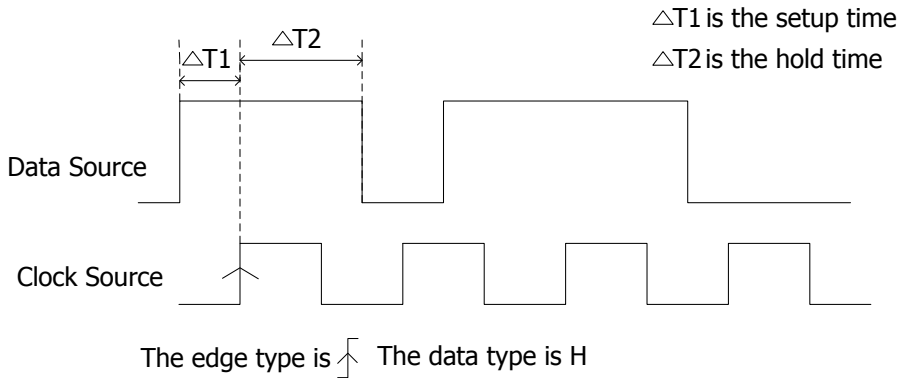 △T1 is the setup time
△T2 is the hold time
△T2
△T1
Data Source
Clock Source
The edge type is The data type is H